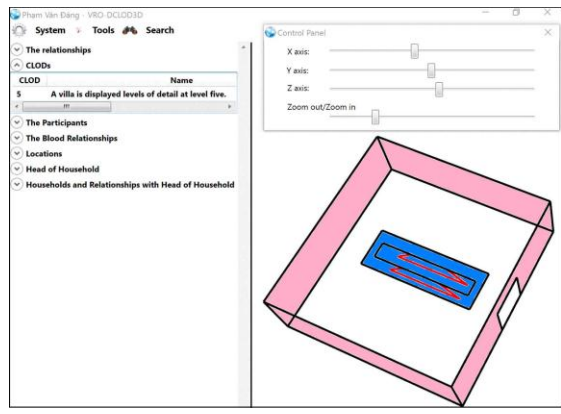 Phạm Văn Đăng - VRO-DCLOD3D
System Tools Search
The relationships
CLODs
CLOD Name
5 A villa is displayed levels of detail at level five.
The Participants
The Blood Relationships
Locations
Head of Household
Households and Relationships with Head of Household
Control Panel
X axis:
Y axis:
Z axis:
Zoom out/Zoom in